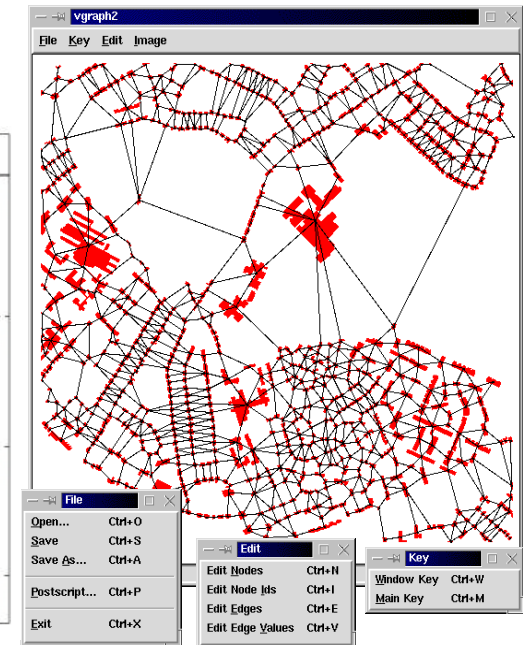 vgraph2
File Key Edit Image
File
Open... Ctrl+O
Save Ctrl+S
Save As... Ctrl+A
Postscript... Ctrl+P
Exit Ctrl+X
Edit
Edit Nodes Ctrl+N
Edit Node Ids Ctrl+I
Edit Edges Ctrl+E
Edit Edge Values Ctrl+V
Key
Window Key Ctrl+W
Main Key Ctrl+M